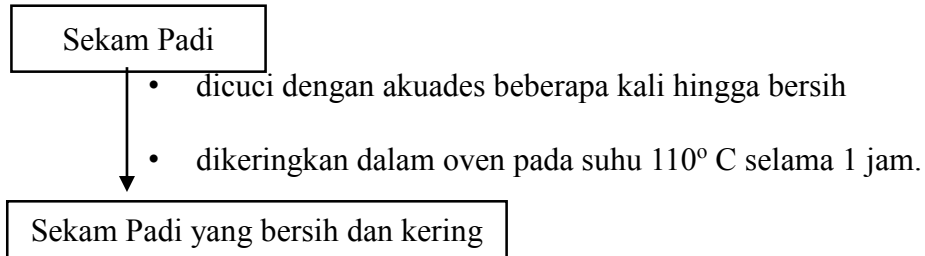 Sekam Padi
• dicuci dengan akuades beberapa kali hingga bersih
• dikeringkan dalam oven pada suhu 110º C selama 1 jam.
Sekam Padi yang bersih dan kering